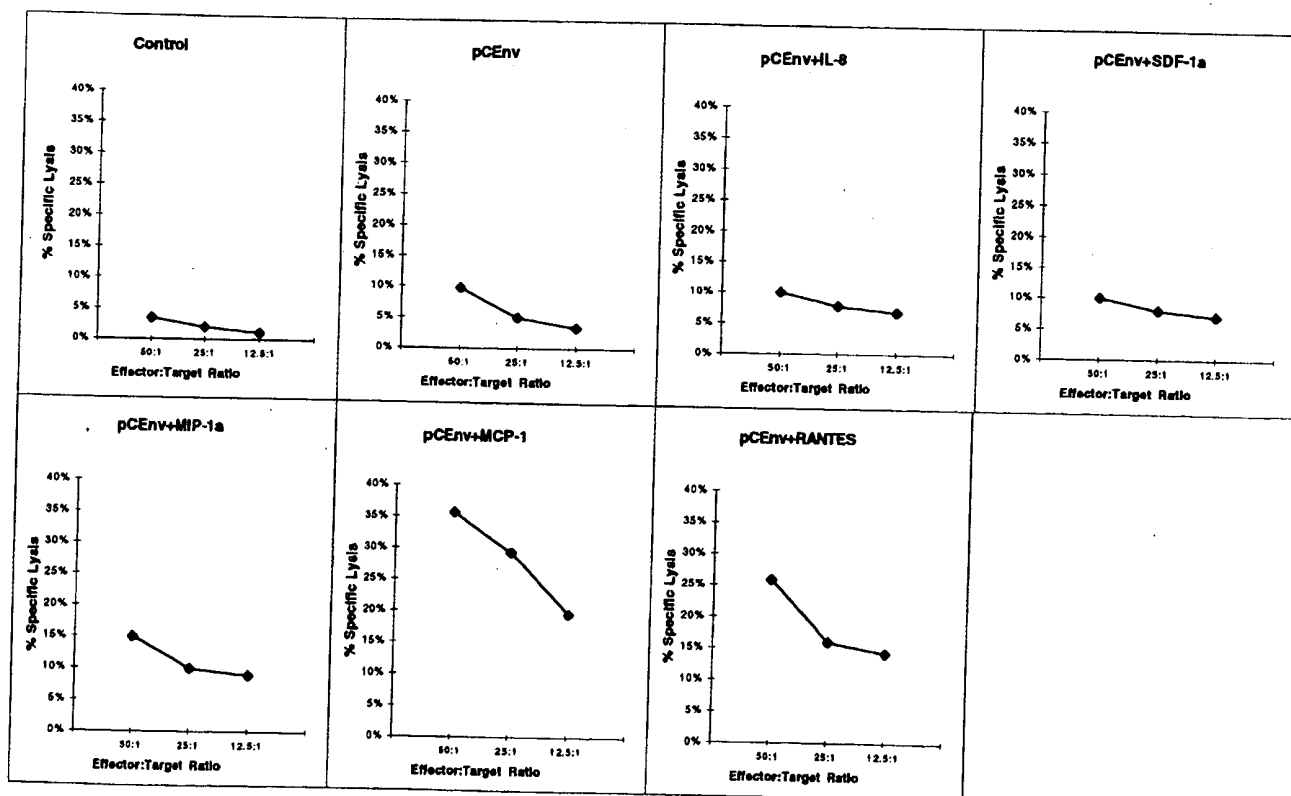 Control
% Specific Lysis
40%
35%
30%
25%
20%
15%
10%
5%
0%
50:1 25:1 12.5:1
Effector:Target Ratio
pCEnv
% Specific Lysis
40%
35%
30%
25%
20%
15%
10%
5%
0%
50:1 25:1 12.5:1
Effector:Target Ratio
pCEnv+IL-8
% Specific Lysis
40%
35%
30%
25%
20%
15%
10%
5%
0%
50:1 25:1 12.5:1
Effector:Target Ratio
pCEnv+SDF-1a
% Specific Lysis
40%
35%
30%
25%
20%
15%
10%
5%
0%
50:1 25:1 12.5:1
Effector:Target Ratio
pCEnv+MIP-1a
% Specific Lysis
40%
35%
30%
25%
20%
15%
10%
5%
0%
50:1 25:1 12.5:1
Effector:Target Ratio
pCEnv+MCP-1
% Specific Lysis
40%
35%
30%
25%
20%
15%
10%
5%
0%
50:1 25:1 12.5:1
Effector:Target Ratio
pCEnv+RANTES
% Specific Lysis
40%
35%
30%
25%
20%
15%
10%
5%
0%
50:1 25:1 12.5:1
Effector:Target Ratio